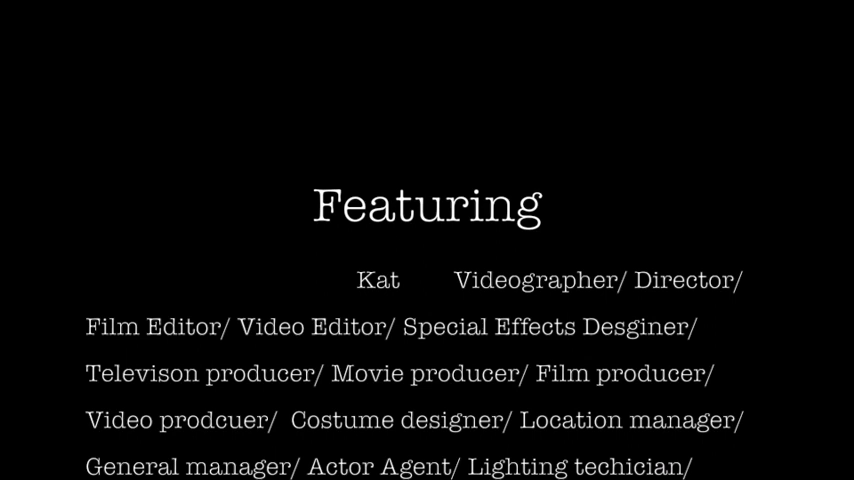 Featuring
Kat Videographer/ Director/
Film Editor/ Video Editor/ Special Effects Desginer/
Televison producer/ Movie producer/ Film producer/
Video prodcuer/ Costume designer/ Location manager/
General manager/ Actor Agent/ Lighting techician/